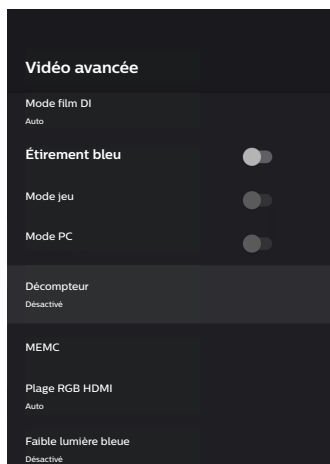 Vidéo avancée
Mode film DI
Auto
Étirement bleu
Mode jeu
Mode PC
Décompteur
Désactivé
MEMC
Plage RGB HDMI
Auto
Faible lumière bleue
Désactivé